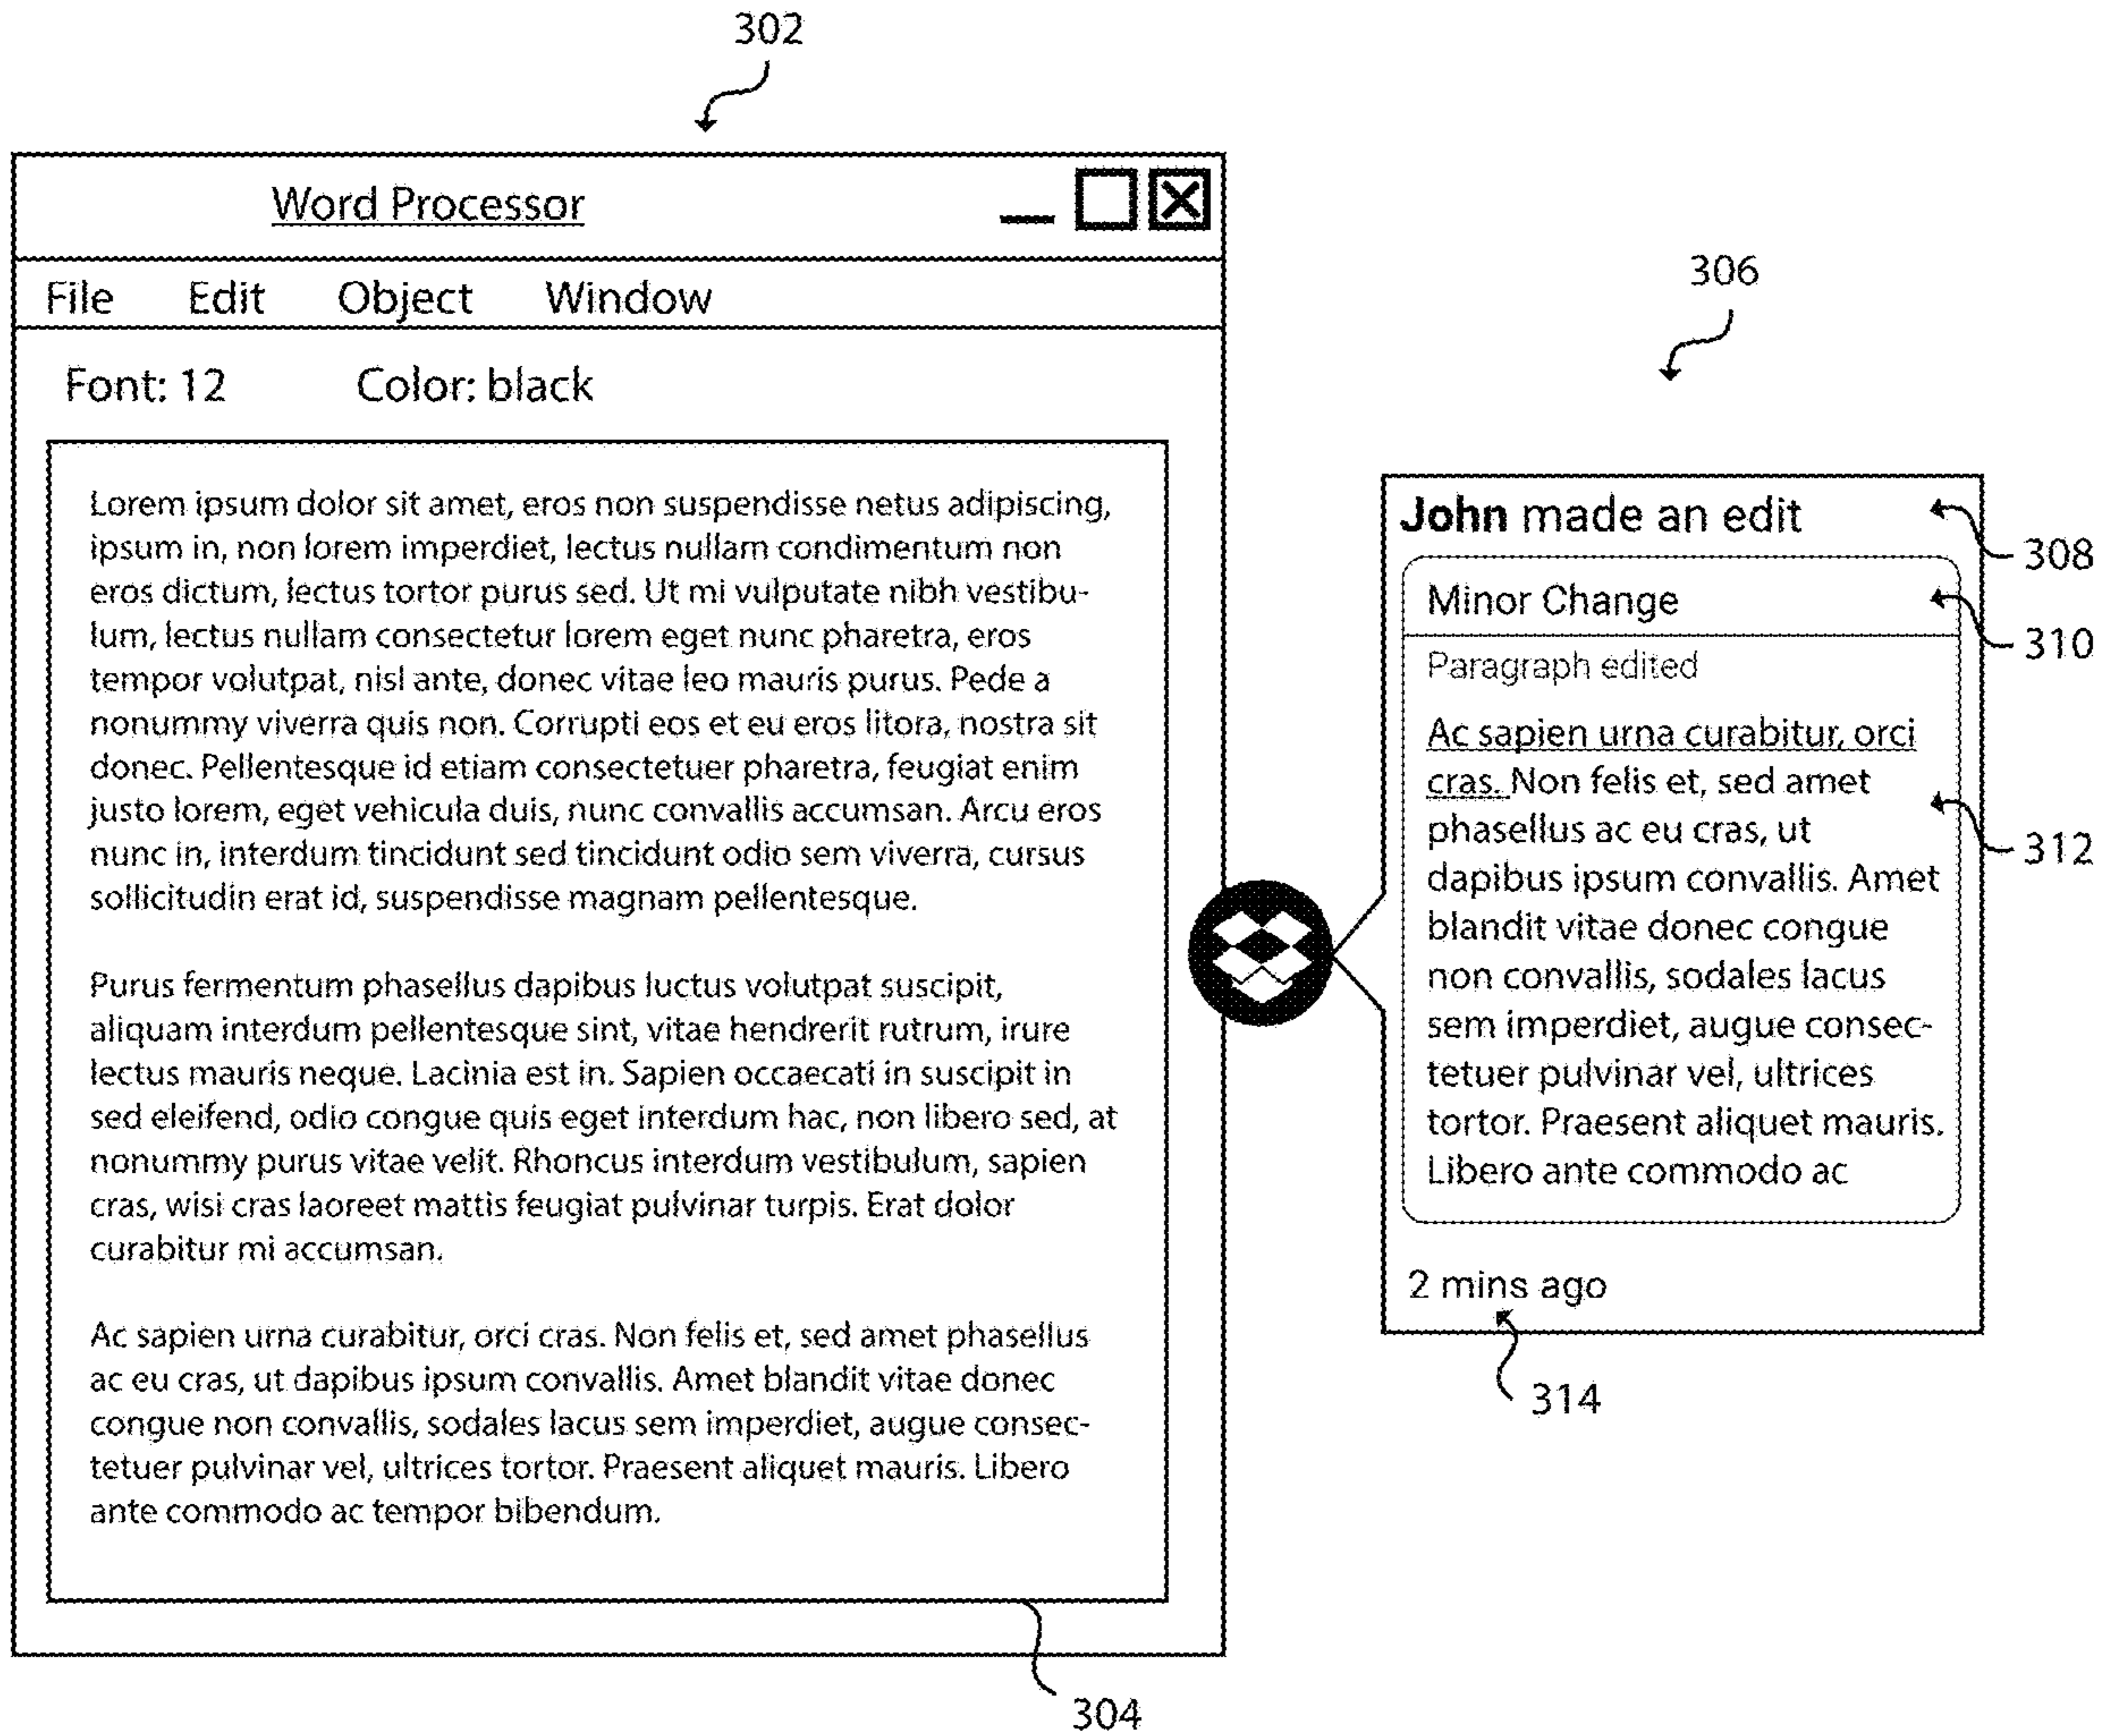 302
Word Processor
File Edit Object Window
Font: 12 Color: black
Lorem ipsum dolor sit amet, eros non suspendisse netus adipiscing,
ipsum in, non lorem imperdiet, lectus nullam condimentum non
eros dictum, lectus tortor purus sed. Ut mi vulputate nibh vestibu-
lum, lectus nullam consectetur lorem eget nunc pharetra, eros
tempor volutpat, nisl ante, donec vitae leo mauris purus. Pede a
nonummy viverra quis non. Corrupti eos et eu eros litora, nostra sit
donec. Pellentesque id etiam consectetuer pharetra, feugiat enim
justo lorem, eget vehicula duis, nunc convallis accumsan. Arcu eros
nunc in, interdum tincidunt sed tincidunt odio sem viverra, cursus
sollicitudin erat id, suspendisse magnam pellentesque.
Purus fermentum phasellus dapibus luctus volutpat suscipit,
aliquam interdum pellentesque sint, vitae hendrerit rutrum, irure
lectus mauris neque. Lacinia est in. Sapien occaecati in suscipit in
sed eleifend, odio congue quis eget interdum hac, non libero sed, at
nonummy purus vitae velit. Rhoncus interdum vestibulum, sapien
cras, wisi cras laoreet mattis feugiat pulvinar turpis. Erat dolor
curabitur mi accumsan.
Ac sapien urna curabitur, orci cras. Non felis et, sed amet phasellus
ac eu cras, ut dapibus ipsum convallis. Amet blandit vitae donec
congue non convallis, sodales lacus sem imperdiet, augue consec-
tetuer pulvinar vel, ultrices tortor. Praesent aliquet mauris. Libero
ante commodo ac tempor bibendum.
304
306
John made an edit
308
Minor Change
310
Paragraph edited
Ac sapien urna curabitur, orci
cras. Non felis et, sed amet
312
phasellus ac eu cras, ut
dapibus ipsum convallis. Amet
blandit vitae donec congue
non convallis, sodales lacus
sem imperdiet, augue consec-
tetuer pulvinar vel, ultrices
tortor. Praesent aliquet mauris.
Libero ante commodo ac
2 mins ago
314